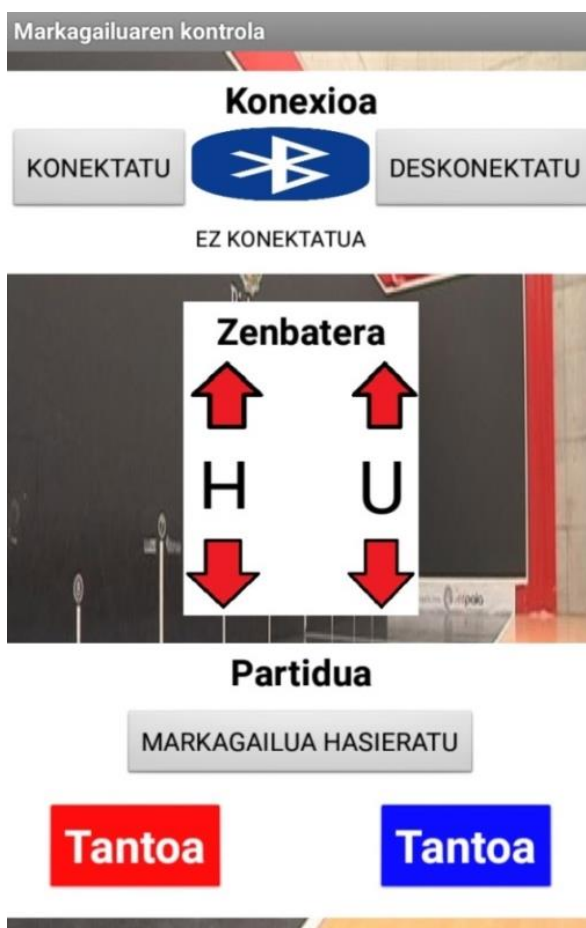 Markagailuaren kontrola
Konexioa
KONEKTATU
DESKONEKTATU
EZ KONEKTATUA
Zenbatera
H U
Partidua
MARKAGAILUA HASIERATU
Tantoa Tantoa